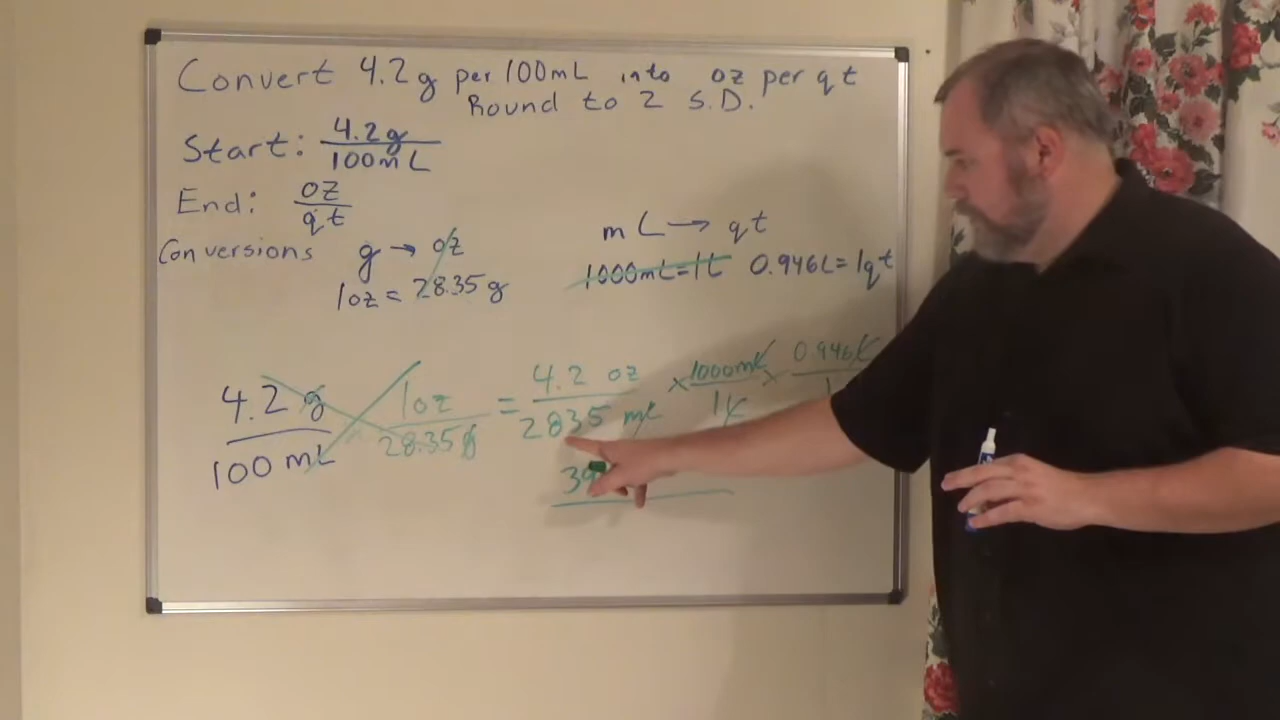 Convert 4.2g per 100mL into oz per qt
Round to 2 S.D.
Start: 4.2g
100mL
End: oz
qt
Conversions g → oz
1oz = 28.35 g
mL → qt
1000mL=1L 0.946L=1qt
4.2 g 1oz = 4.2 oz × 1000mL × 0.946L
100 mL 28.35g 2835 mL 1L 1